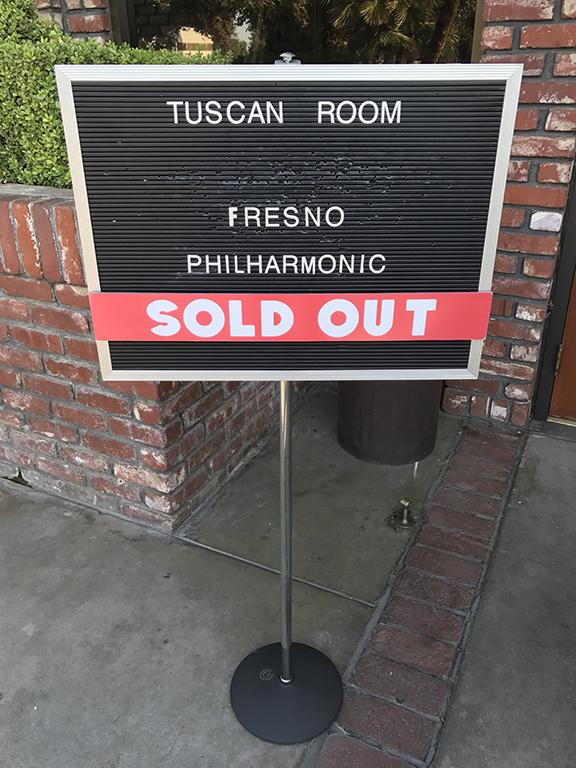 TUSCAN ROOM
FRESNO
PHILHARMONIC
SOLD OUT